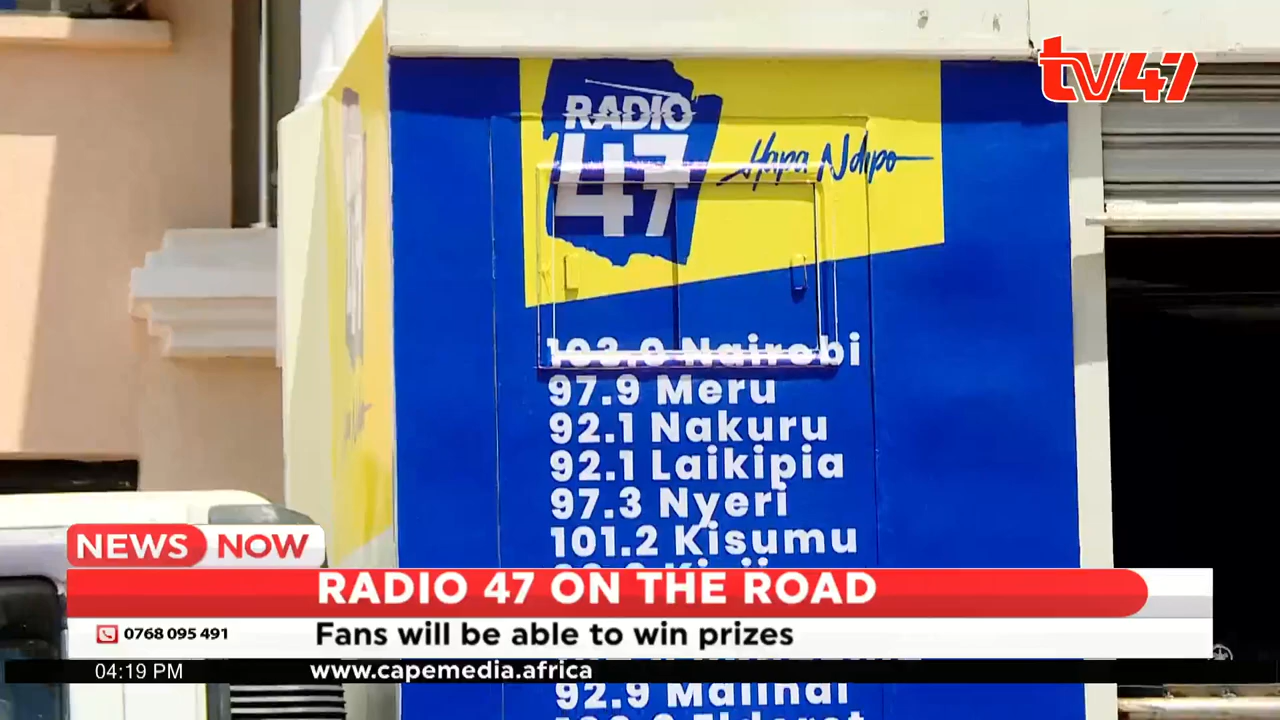 tv47
RADIO
47
Hapa Ndipo
103.0 Nairobi
97.9 Meru
92.1 Nakuru
92.1 Laikipia
97.3 Nyeri
101.2 Kisumu
NEWS NOW
RADIO 47 ON THE ROAD
0768 095 491
Fans will be able to win prizes
04:19 PM
www.capemedia.africa
92.9 Malindi
Eldoret